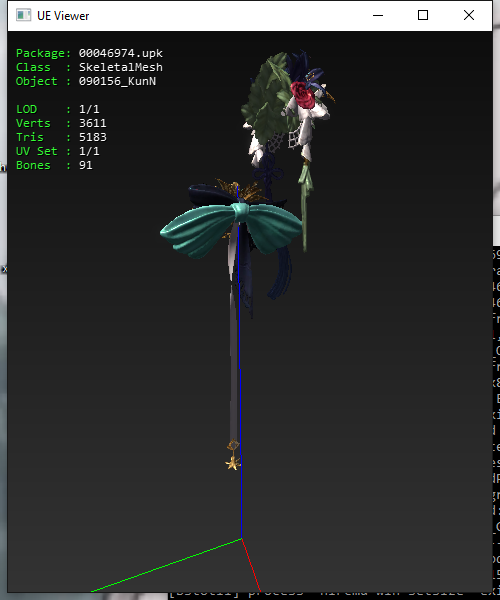 UE Viewer
Package: 00046974.upk
Class  : SkeletalMesh
Object : 090156_KunN
LOD    : 1/1
Verts  : 3611
Tris   : 5183
UV Set : 1/1
Bones  : 91